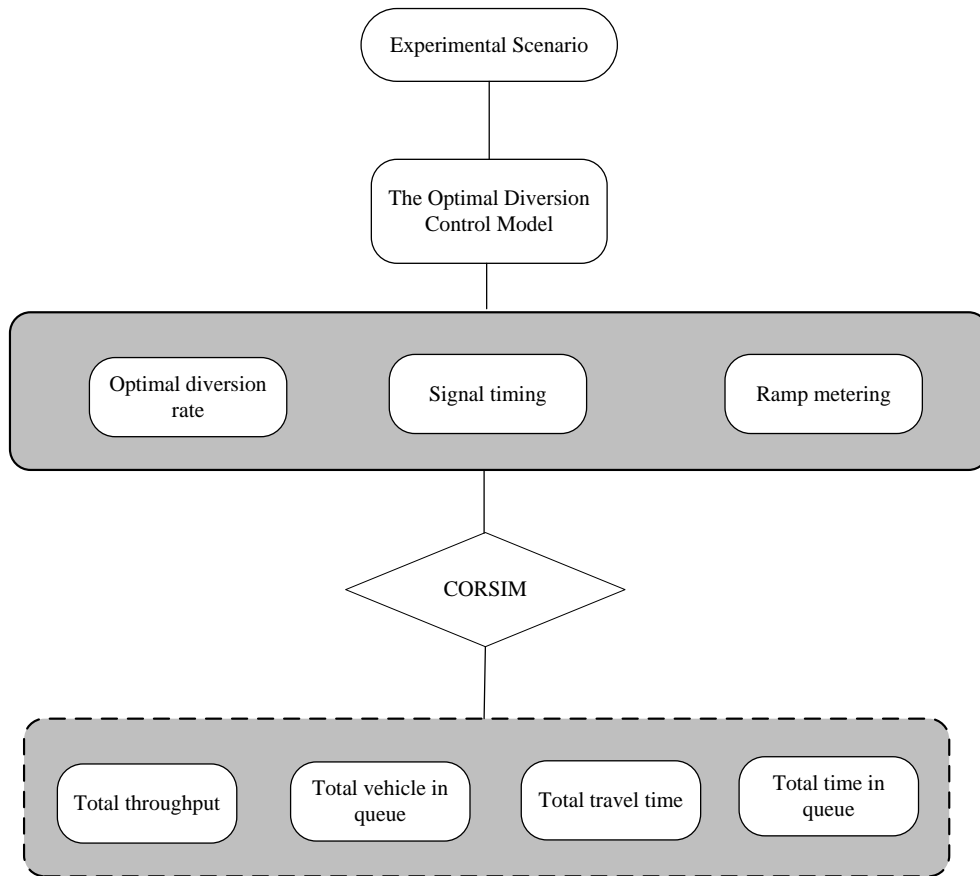 Experimental Scenario
The Optimal Diversion
Control Model
Optimal diversion
rate
Signal timing
Ramp metering
CORSIM
Total throughput
Total vehicle in
queue
Total travel time
Total time in
queue